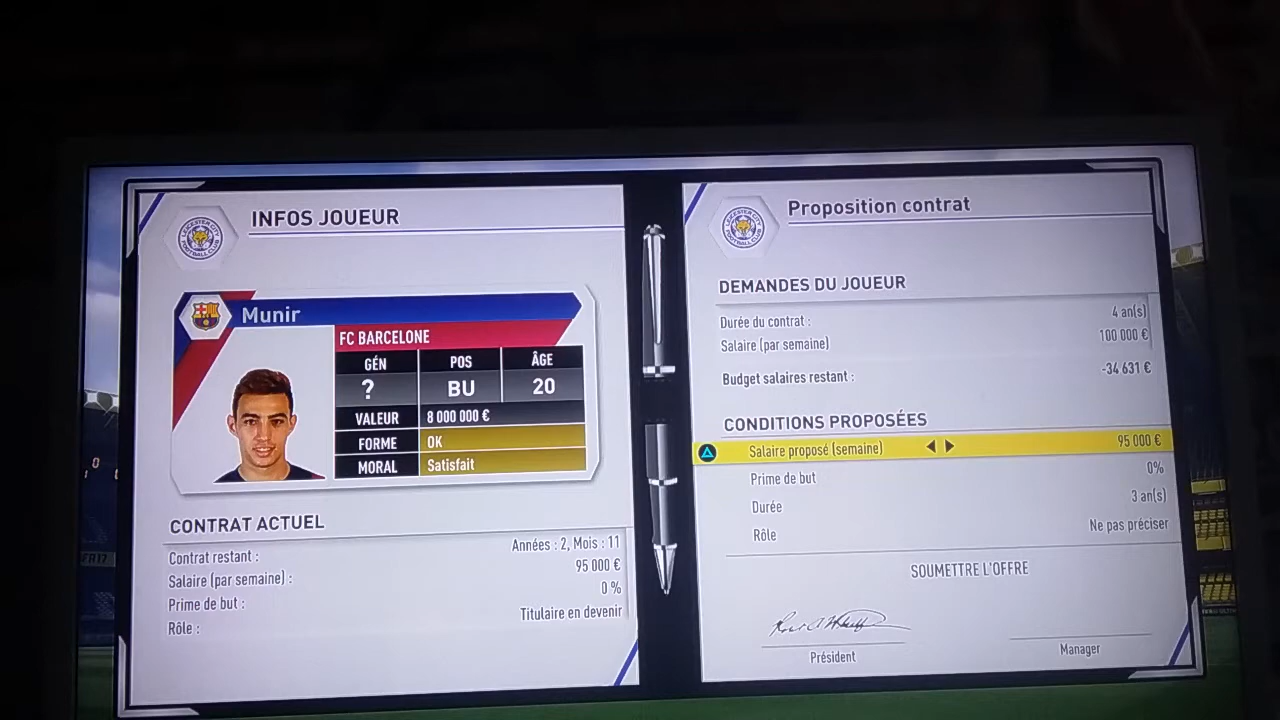 INFOS JOUEUR
Munir
FC BARCELONE
GÉN POS ÂGE
? BU 20
VALEUR 8 000 000 €
FORME OK
MORAL Satisfait
CONTRAT ACTUEL
Contrat restant : Années : 2, Mois : 11
Salaire (par semaine) : 95 000 €
Prime de but : 0 %
Rôle : Titulaire en devenir
Proposition contrat
DEMANDES DU JOUEUR
Durée du contrat : 4 an(s)
Salaire (par semaine) 100 000 €
Budget salaires restant : -34 631 €
CONDITIONS PROPOSÉES
Salaire proposé (semaine) 95 000 €
Prime de but 0%
Durée 3 an(s)
Rôle Ne pas préciser
SOUMETTRE L'OFFRE
Président
Manager